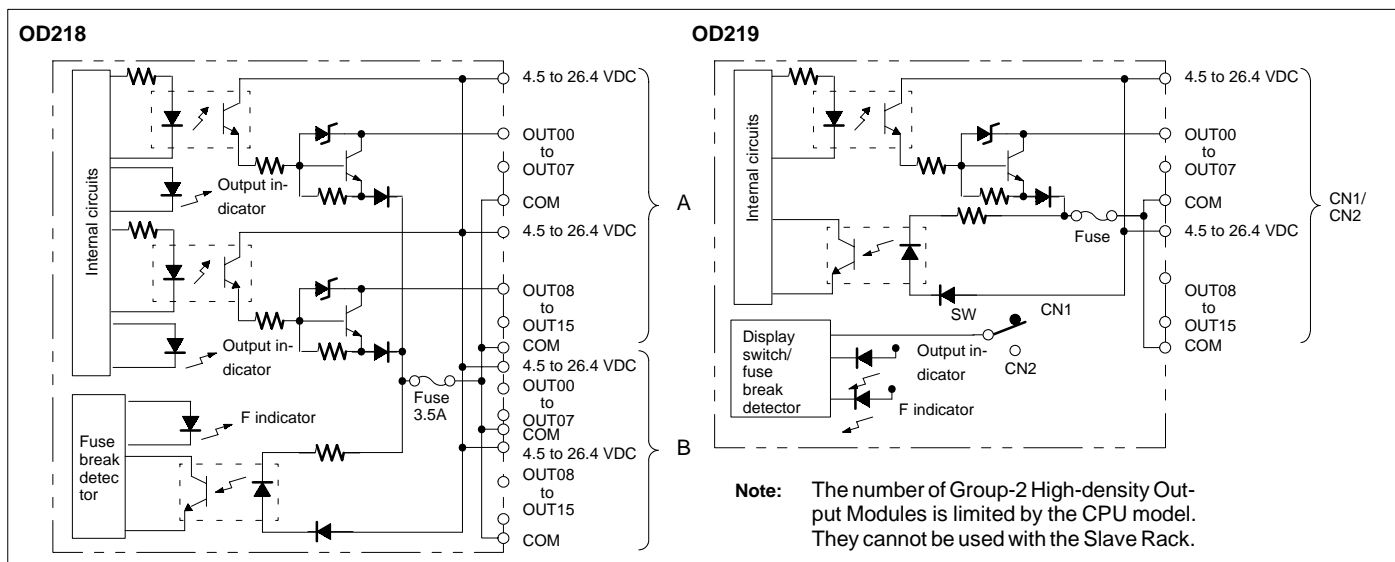 OD218
Internal circuits
Output in-
dicator
Output in-
dicator
F indicator
Fuse
break
detec
tor
Fuse
3.5A
4.5 to 26.4 VDC
OUT00
to
OUT07
COM
4.5 to 26.4 VDC
OUT08
to
OUT15
COM
4.5 to 26.4 VDC
OUT00
to
OUT07
COM
4.5 to 26.4 VDC
OUT08
to
OUT15
COM
A
B
OD219
Internal circuits
Fuse
SW
CN1
CN2
Display
switch/
fuse
break
detector
Output in-
dicator
F indicator
4.5 to 26.4 VDC
OUT00
to
OUT07
COM
4.5 to 26.4 VDC
OUT08
to
OUT15
COM
CN1/
CN2
Note: The number of Group-2 High-density Out-
put Modules is limited by the CPU model.
They cannot be used with the Slave Rack.